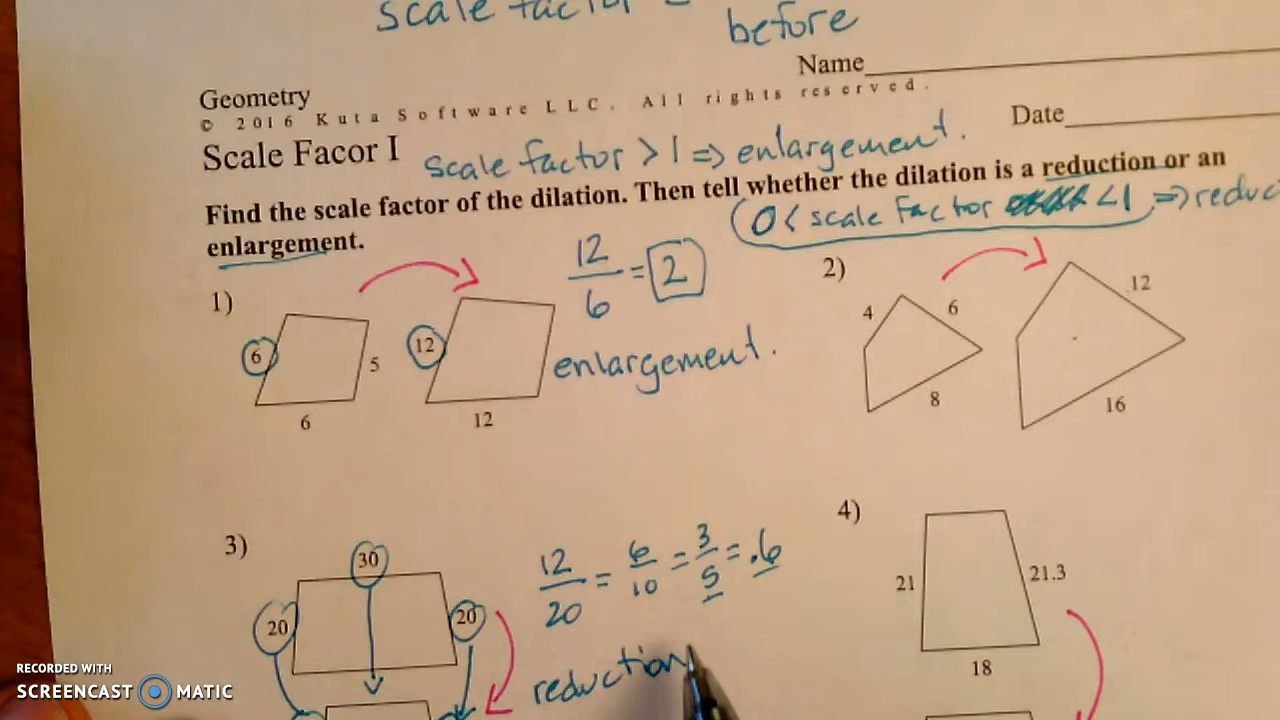 scale factor =
before
Name
Geometry
© 2016 Kuta Software LLC. All rights reserved.
Date
Scale Facor I
scale factor > 1 => enlargement.
Find the scale factor of the dilation. Then tell whether the dilation is a reduction or an
enlargement.
0 < scale factor < 1 => reduc
1)
6
5
6
12
12
12/6 = 2
enlargement.
2)
4
6
8
12
16
3)
30
20
20
12/20 = 6/10 = 3/5 = .6
reduction
4)
21
21.3
18
RECORDED WITH
SCREENCAST MATIC